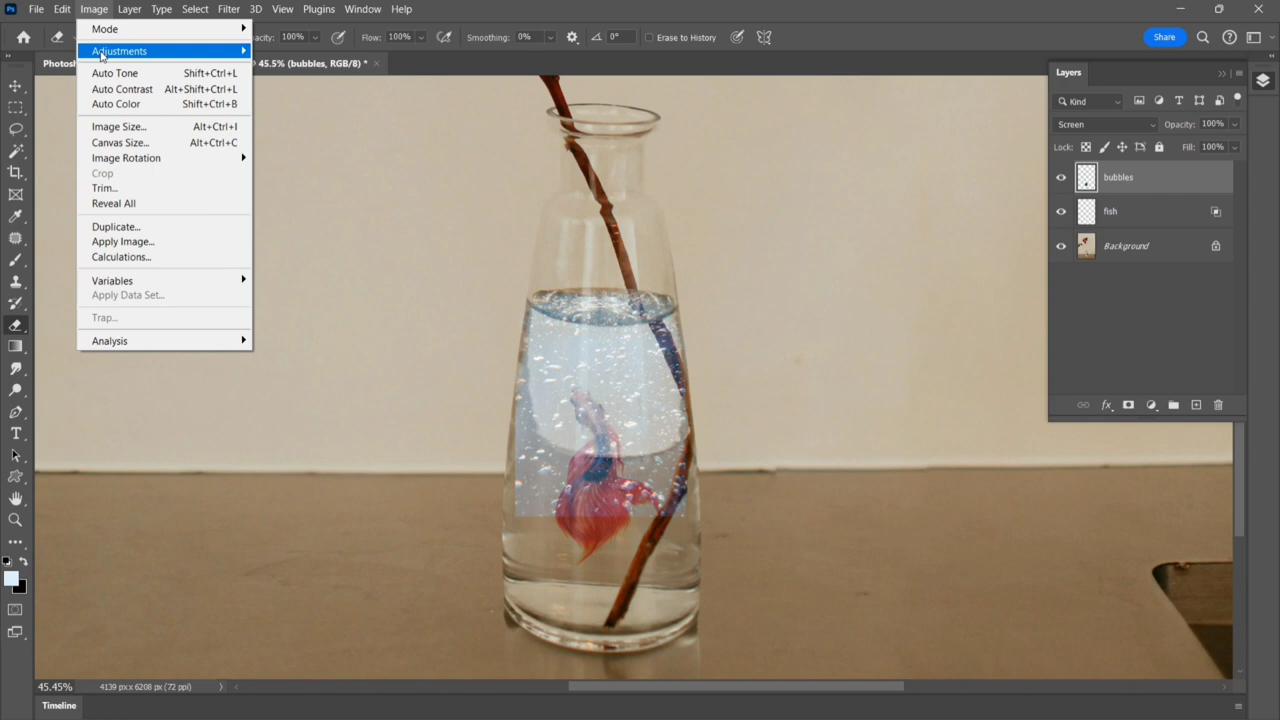 Ps File Edit Image Layer Type Select Filter 3D View Plugins Window Help
acity: 100% Flow: 100% Smoothing: 0% 0° Erase to History Share
Photosh @ 45.5% (bubbles, RGB/8) * ×
Mode
Adjustments
Auto Tone Shift+Ctrl+L
Auto Contrast Alt+Shift+Ctrl+L
Auto Color Shift+Ctrl+B
Image Size... Alt+Ctrl+I
Canvas Size... Alt+Ctrl+C
Image Rotation
Crop
Trim...
Reveal All
Duplicate...
Apply Image...
Calculations...
Variables
Apply Data Set...
Trap...
Analysis
Layers
Kind
Screen Opacity: 100%
Lock: Fill: 100%
bubbles
fish
Background
fx
45.45% 4139 px x 6208 px (72 ppi)
Timeline